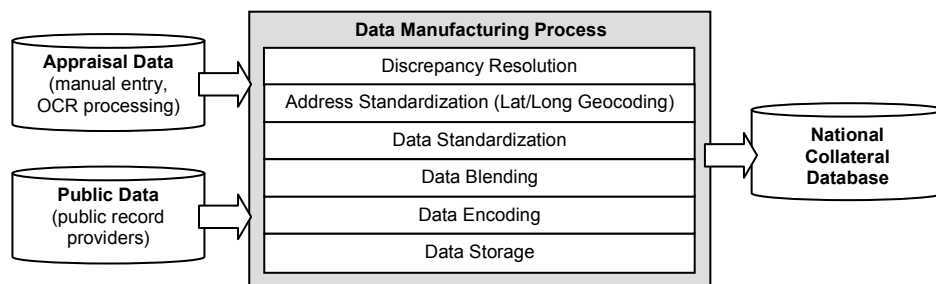 Appraisal Data
(manual entry,
OCR processing)
Public Data
(public record
providers)
Data Manufacturing Process
Discrepancy Resolution
Address Standardization (Lat/Long Geocoding)
Data Standardization
Data Blending
Data Encoding
Data Storage
National
Collateral
Database